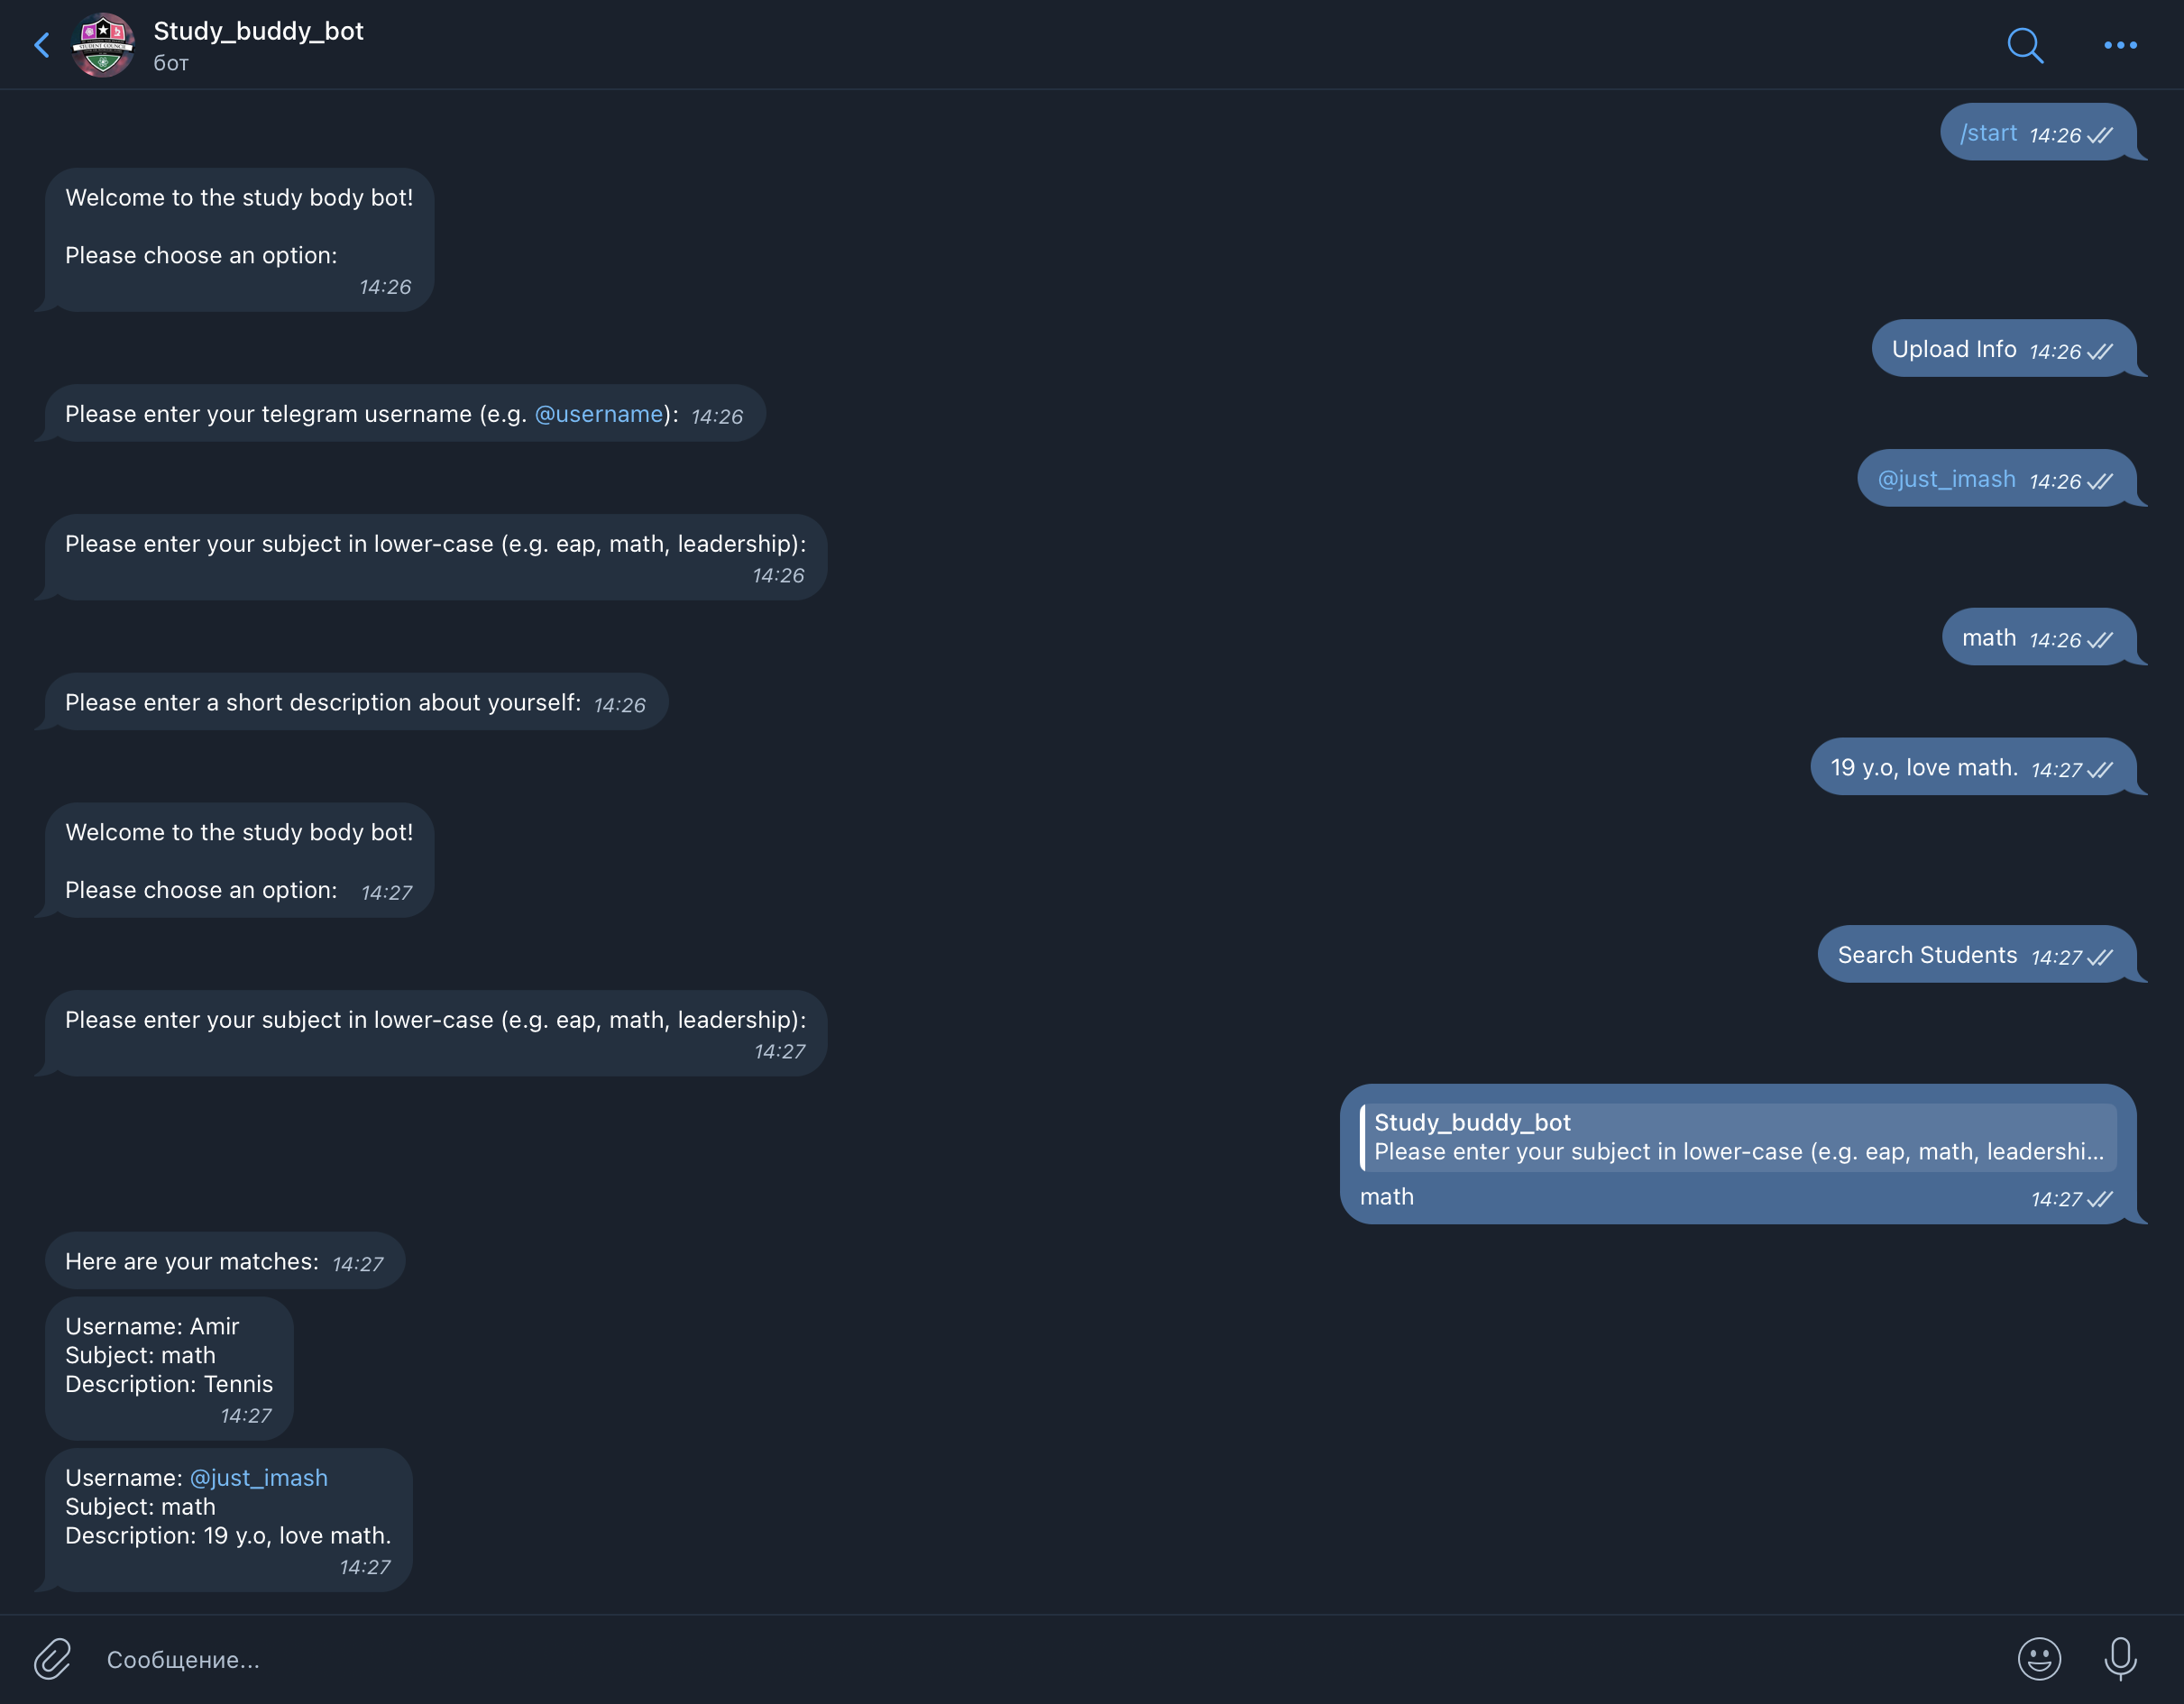 Study_buddy_bot
бот
/start 14:26
Welcome to the study body bot!
Please choose an option:
14:26
Upload Info 14:26
Please enter your telegram username (e.g. @username): 14:26
@just_imash 14:26
Please enter your subject in lower-case (e.g. eap, math, leadership):
14:26
math 14:26
Please enter a short description about yourself: 14:26
19 y.o, love math. 14:27
Welcome to the study body bot!
Please choose an option: 14:27
Search Students 14:27
Please enter your subject in lower-case (e.g. eap, math, leadership):
14:27
Study_buddy_bot
Please enter your subject in lower-case (e.g. eap, math, leadershi...
math 14:27
Here are your matches: 14:27
Username: Amir
Subject: math
Description: Tennis
14:27
Username: @just_imash
Subject: math
Description: 19 y.o, love math.
14:27
Сообщение...